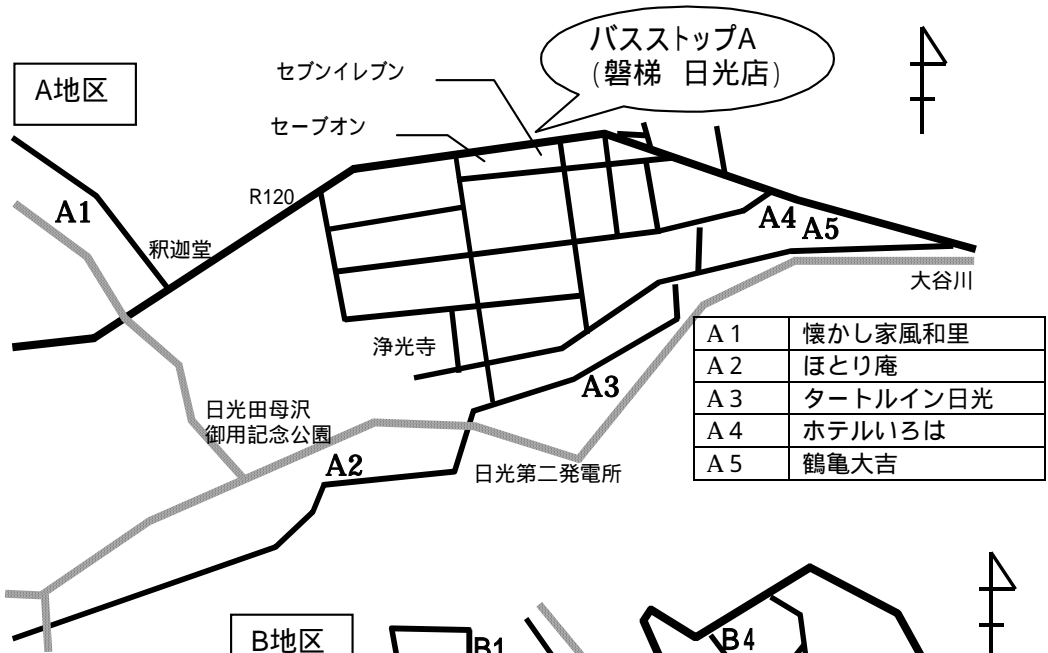 バスストップA
(磐梯 日光店)
A地区
セブンイレブン
セーブオン
R120
A1
釈迦堂
A4
A5
大谷川
浄光寺
A3
日光田母沢
御用記念公園
A2
日光第二発電所
A1 懐かし家風和里
A2 ほとり庵
A3 タートルイン日光
A4 ホテルいろは
A5 鶴亀大吉
B地区
B1
B4